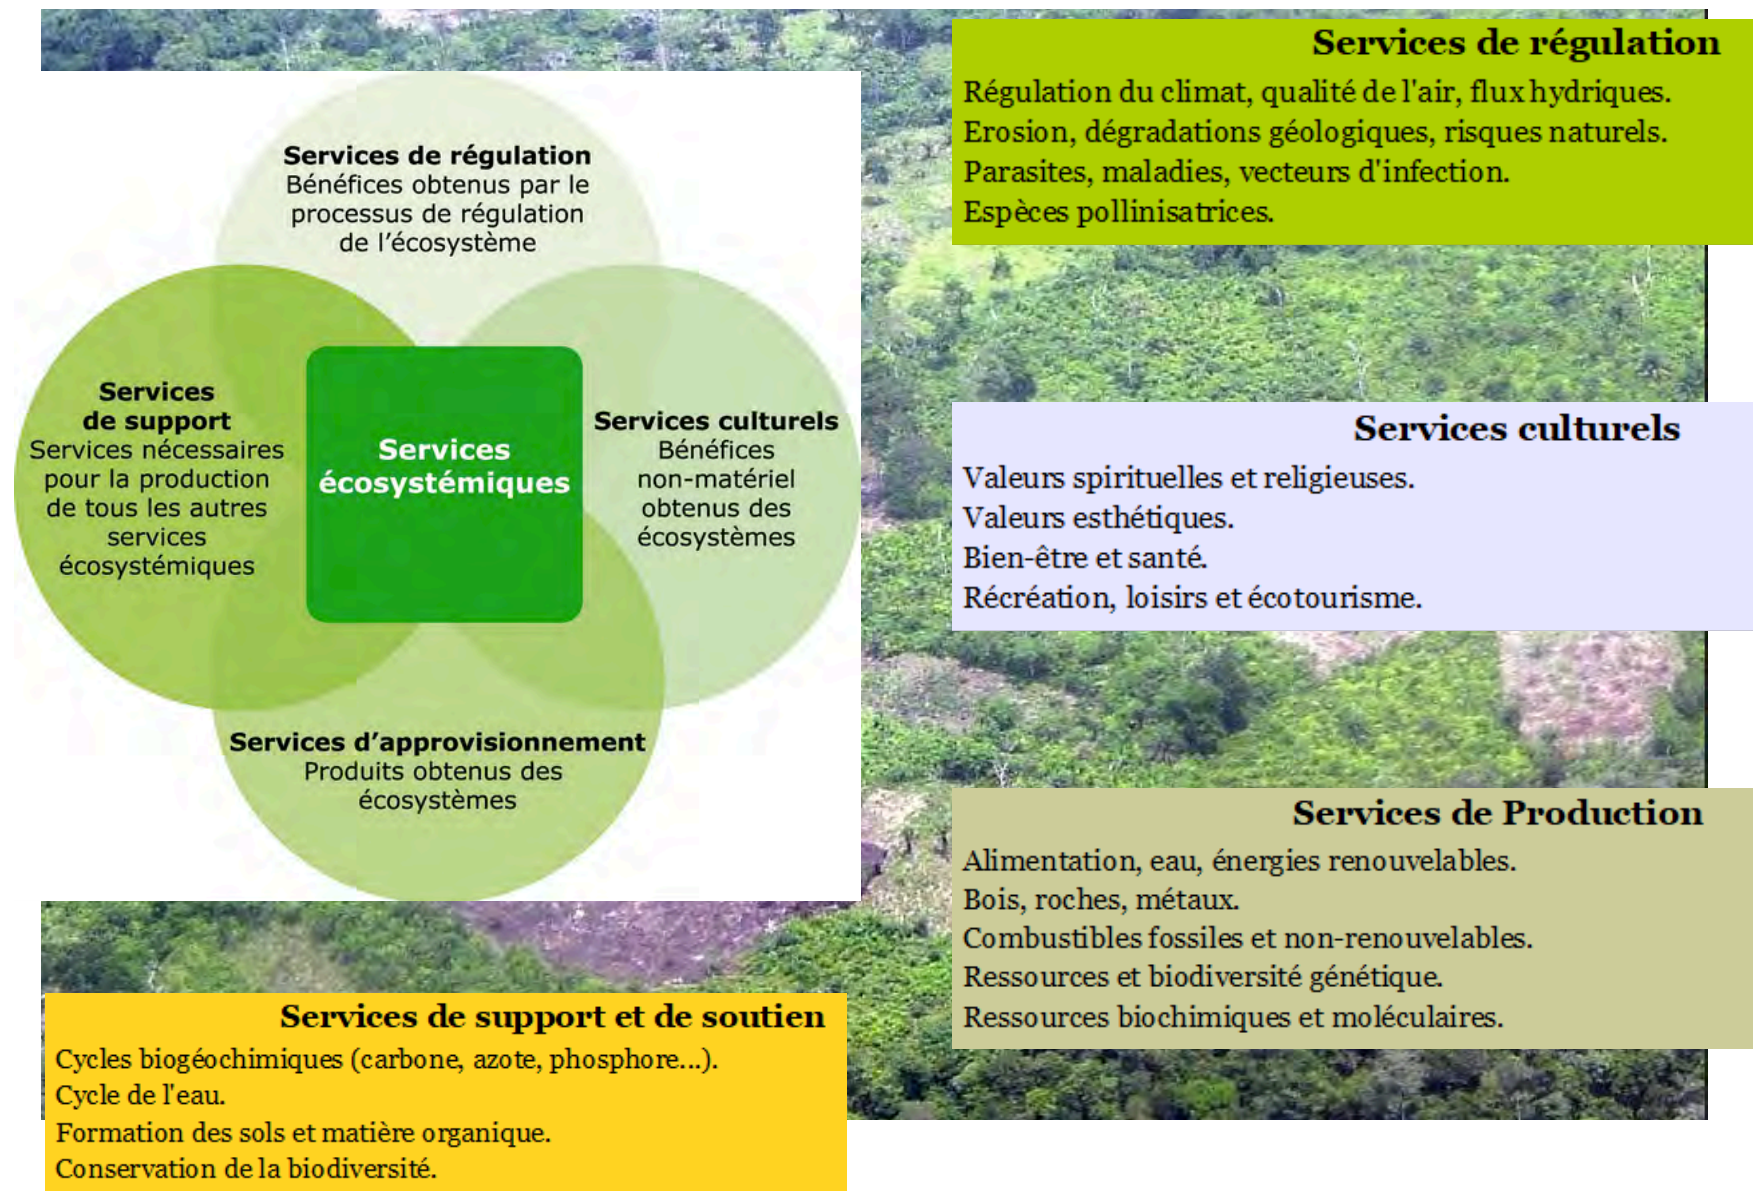 Services de régulation
Bénéfices obtenus par le
processus de régulation
de l'écosystème
Services
de support
Services nécessaires
pour la production
de tous les autres
services
écosystémiques
Services
écosystémiques
Services culturels
Bénéfices
non-matériel
obtenus des
écosystèmes
Services d'approvisionnement
Produits obtenus des
écosystèmes
Services de régulation
Régulation du climat, qualité de l'air, flux hydriques.
Erosion, dégradations géologiques, risques naturels.
Parasites, maladies, vecteurs d'infection.
Espèces pollinisatrices.
Services culturels
Valeurs spirituelles et religieuses.
Valeurs esthétiques.
Bien-être et santé.
Récréation, loisirs et écotourisme.
Services de Production
Alimentation, eau, énergies renouvelables.
Bois, roches, métaux.
Combustibles fossiles et non-renouvelables.
Ressources et biodiversité génétique.
Ressources biochimiques et moléculaires.
Services de support et de soutien
Cycles biogéochimiques (carbone, azote, phosphore...).
Cycle de l'eau.
Formation des sols et matière organique.
Conservation de la biodiversité.